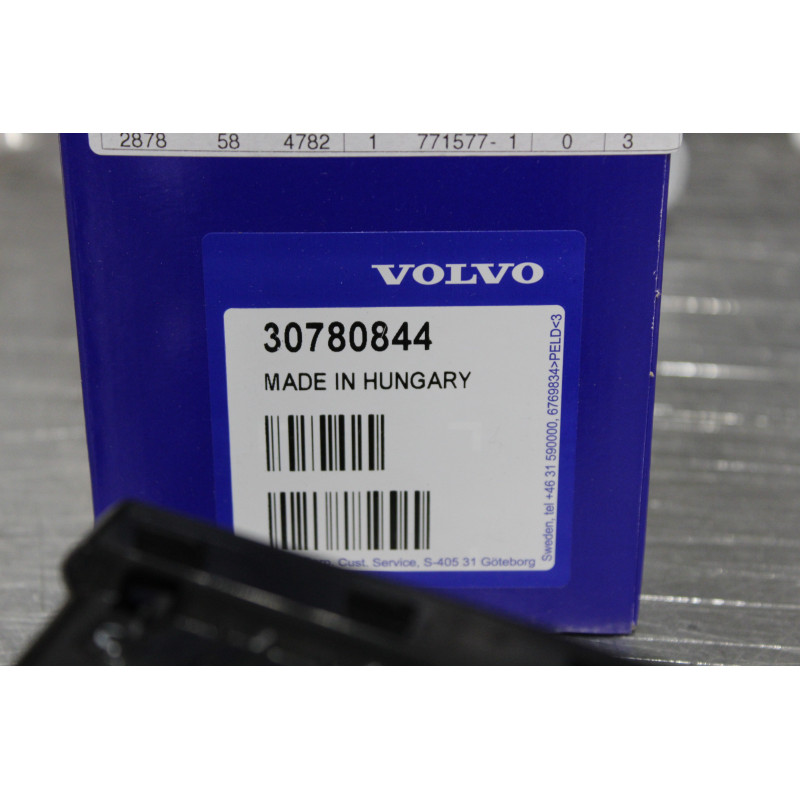 2878 58 4782 1 771577- 1 0 3
VOLVO
30780844
MADE IN HUNGARY
Cust. Service, S-405 31 Göteborg
Sweden, tel +46 31 590000, 6769834>PELD<3